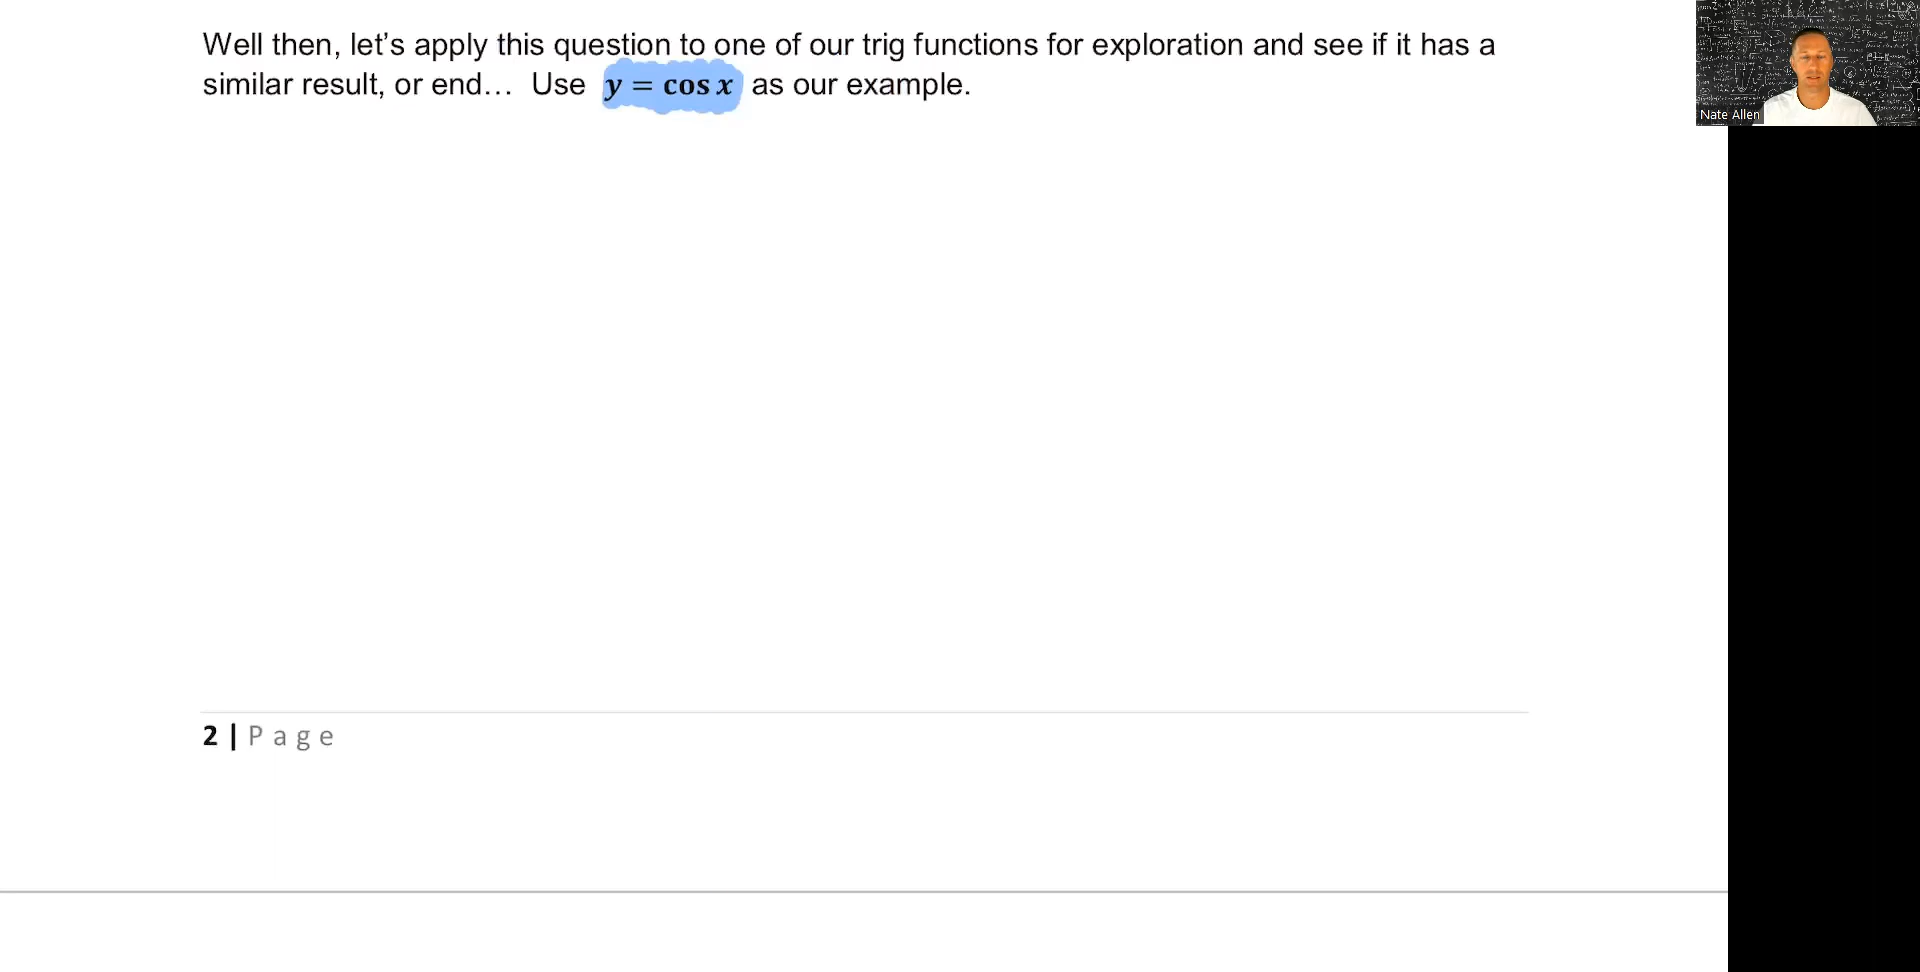 Well then, let’s apply this question to one of our trig functions for exploration and see if it has a
similar result, or end… Use y = cos x as our example.
Nate Allen
2 | P a g e